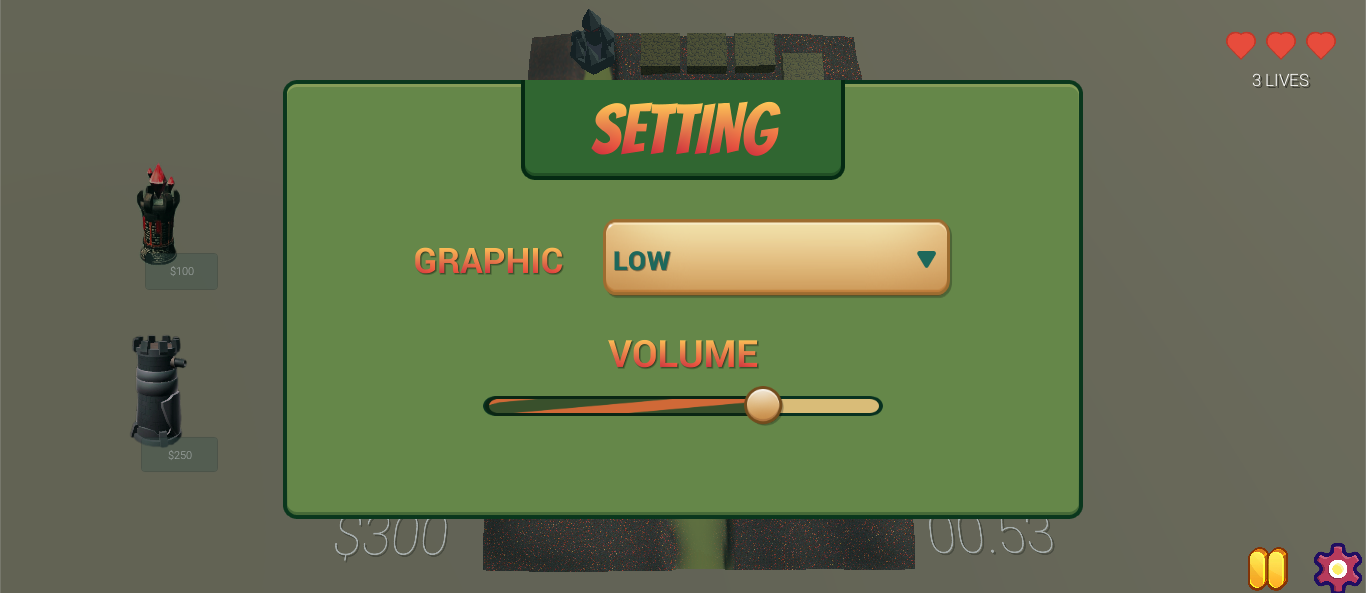 SETTING
3 LIVES
GRAPHIC
LOW
$100
VOLUME
$250
$300
00.53